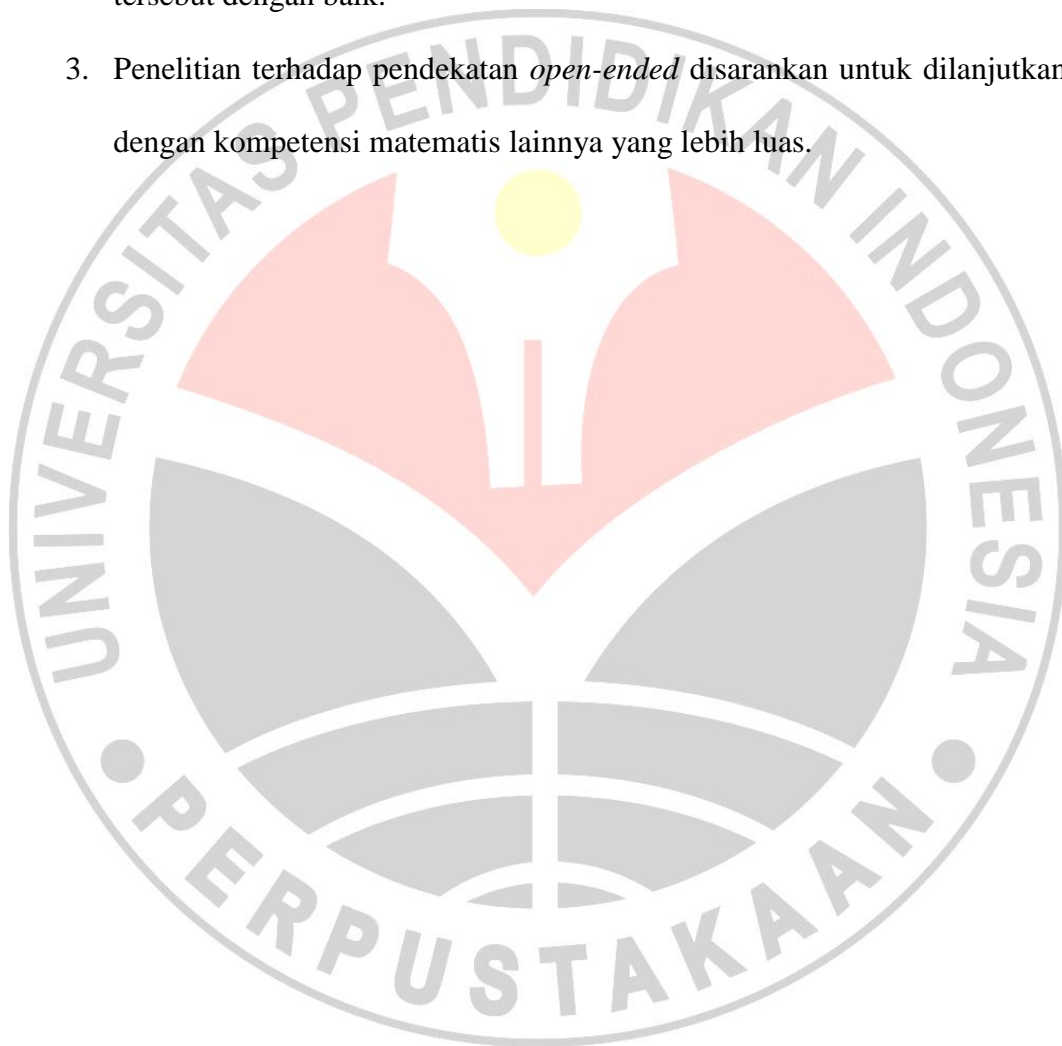 tersebut dengan baik.
3. Penelitian terhadap pendekatan open-ended disarankan untuk dilanjutkan
dengan kompetensi matematis lainnya yang lebih luas.
UNIVERSITAS PENDIDIKAN INDONESIA
PERPUSTAKAAN